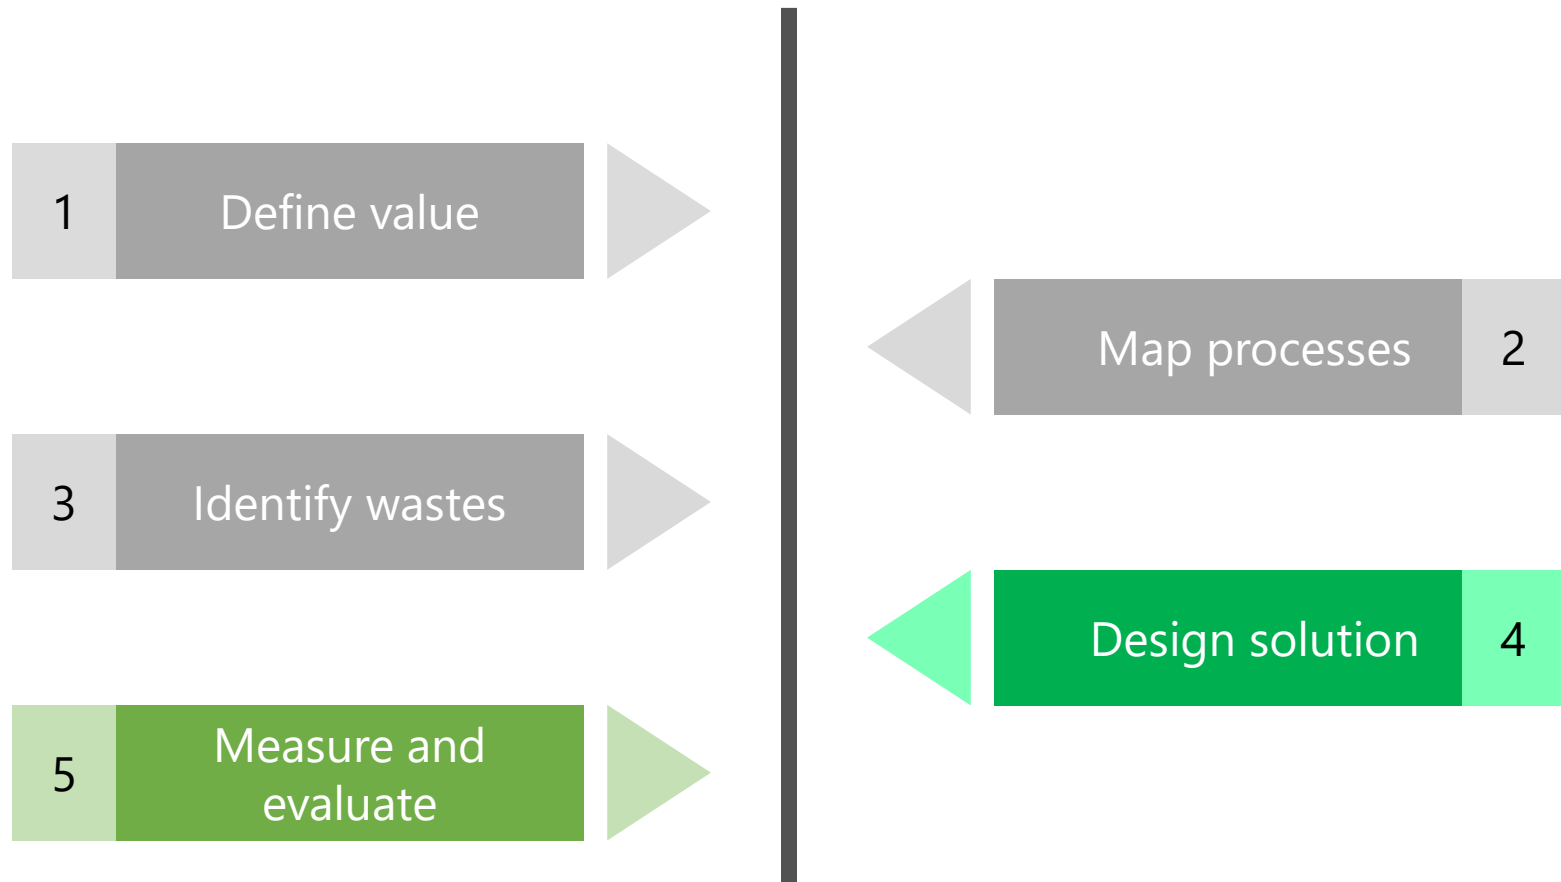 1
Define value
Map processes
2
3
Identify wastes
Design solution
4
5
Measure and
evaluate